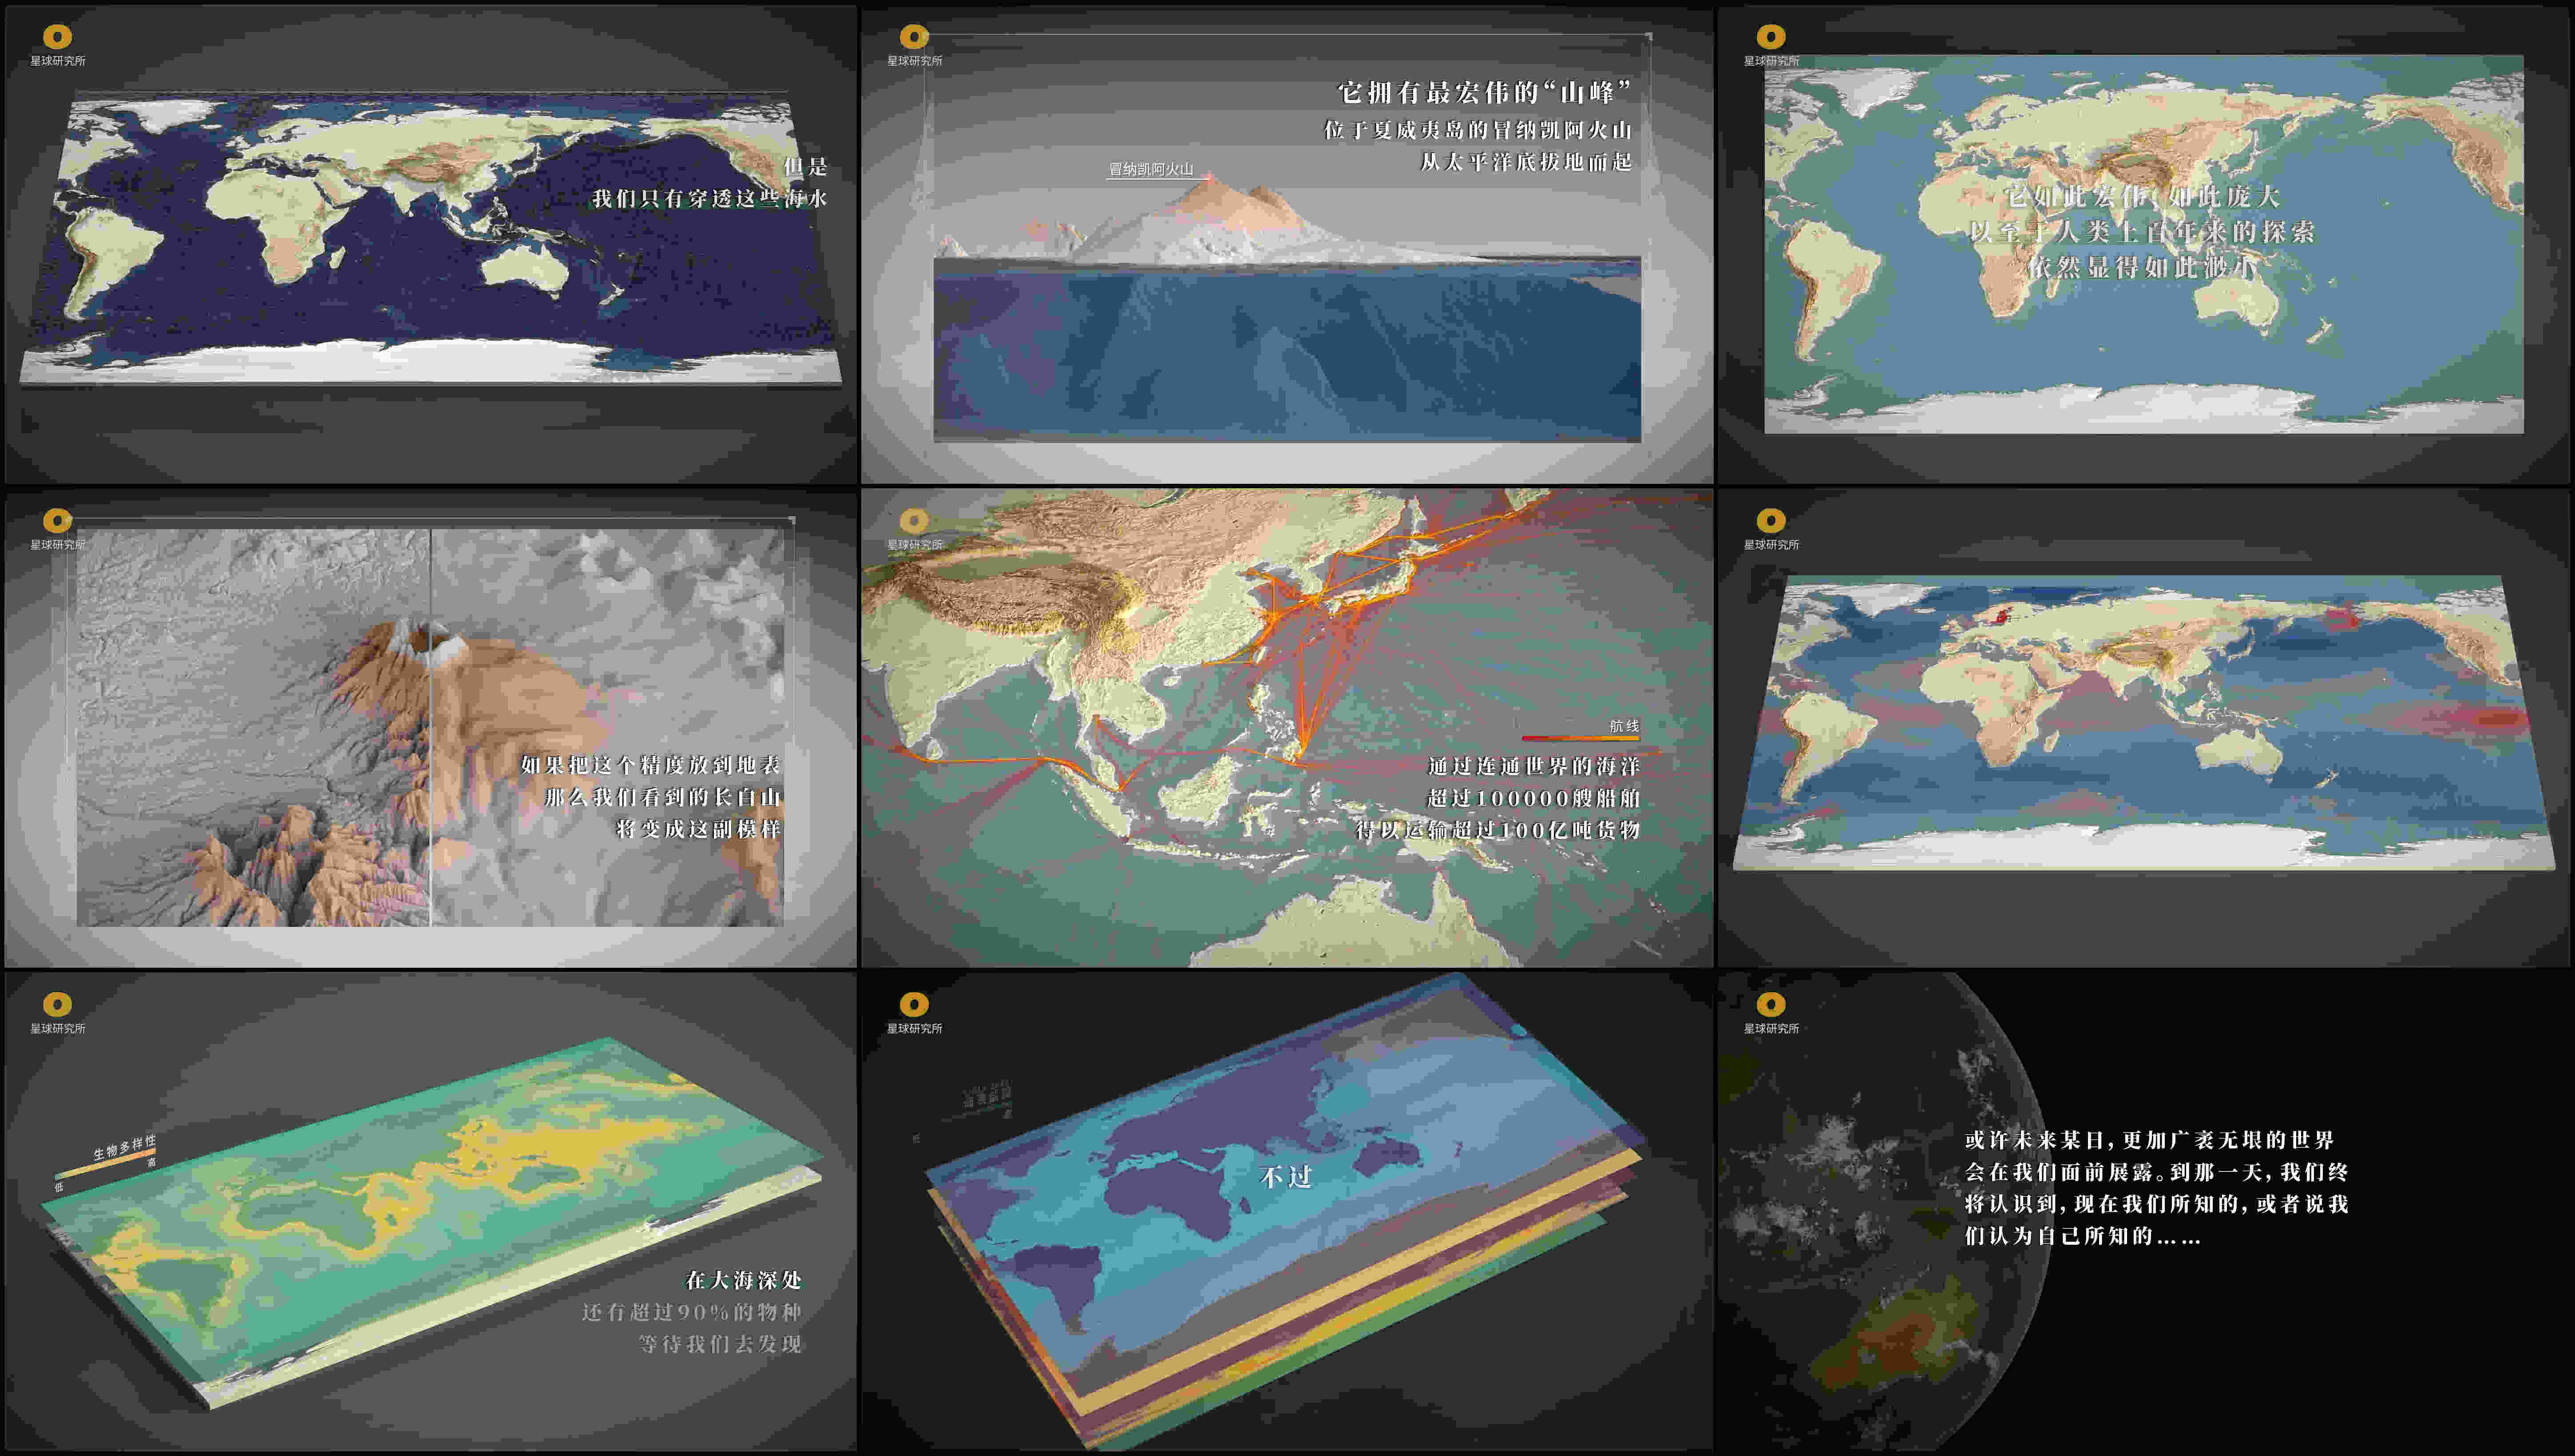 星球研究所
但是
我们只有穿透这些海水
星球研究所
它拥有最宏伟的“山峰”
位于夏威夷岛的冒纳凯阿火山
从太平洋底拔地而起
冒纳凯阿火山
星球研究所
它如此宏伟，如此庞大
以至于人类上百年来的探索
依然显得如此渺小
星球研究所
如果把这个精度放到地表
那么我们看到的长白山
将变成这副模样
星球研究所
航线
通过连通世界的海洋
超过100000艘船舶
得以运输超过100亿吨货物
星球研究所
星球研究所
生物多样性
高
低
在大海深处
还有超过90%的物种
等待我们去发现
星球研究所
不过
星球研究所
或许未来某日，更加广袤无垠的世界
会在我们面前展露。到那一天，我们终
将认识到，现在我们所知的，或者说我
们认为自己所知的……